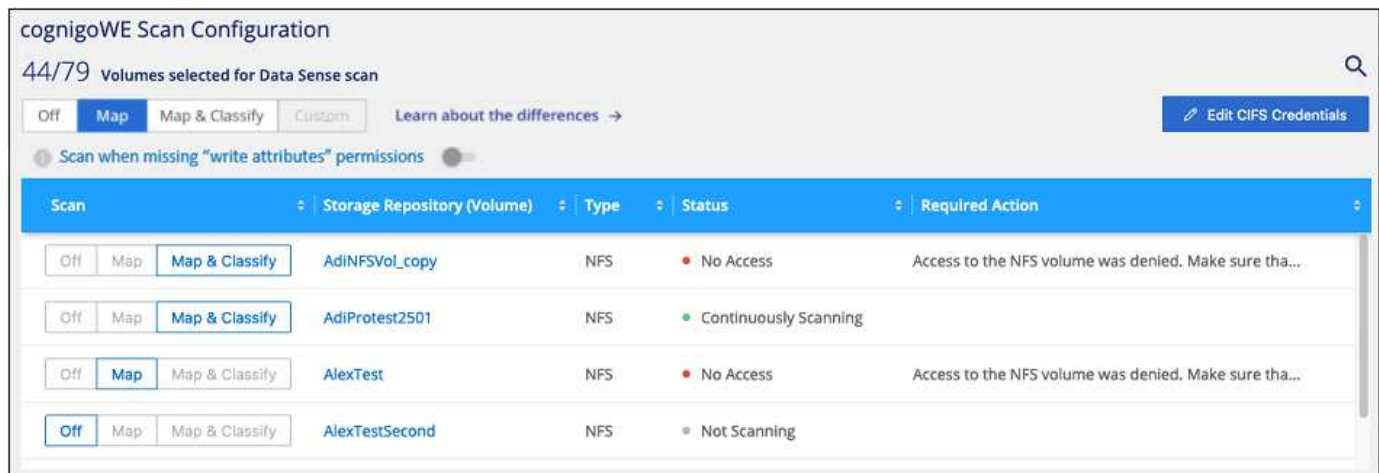 cognigoWE Scan Configuration
44/79 Volumes selected for Data Sense scan
Off Map Map & Classify Custom Learn about the differences → Edit CIFS Credentials
Scan when missing "write attributes" permissions
Scan Storage Repository (Volume) Type Status Required Action
Off Map Map & Classify AdiNFSVol_copy NFS No Access Access to the NFS volume was denied. Make sure tha...
Off Map Map & Classify AdiProtest2501 NFS Continuously Scanning
Off Map Map & Classify AlexTest NFS No Access Access to the NFS volume was denied. Make sure tha...
Off Map Map & Classify AlexTestSecond NFS Not Scanning